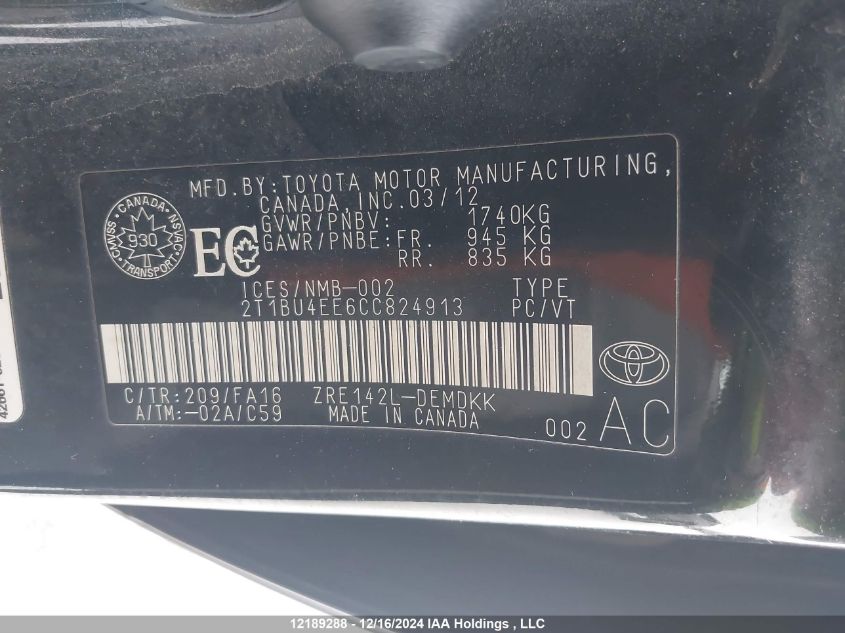 MFD.BY:TOYOTA MOTOR MANUFACTURING,
CANADA,INC.03/12
GVWR/PNBV: 1740KG
GAWR/PNBE:FR. 945 KG
RR. 835 KG
CANADA
CMVSS
NSVAC
930
TRANSPORT
EC
ICES/NMB-002 TYPE
2T1BU4EE6CC824913 PC/VT
C/TR:209/FA16 ZRE142L-DEMDKK
A/TM:-02A/C59 MADE IN CANADA
002 AC
12189288 - 12/16/2024 IAA Holdings , LLC